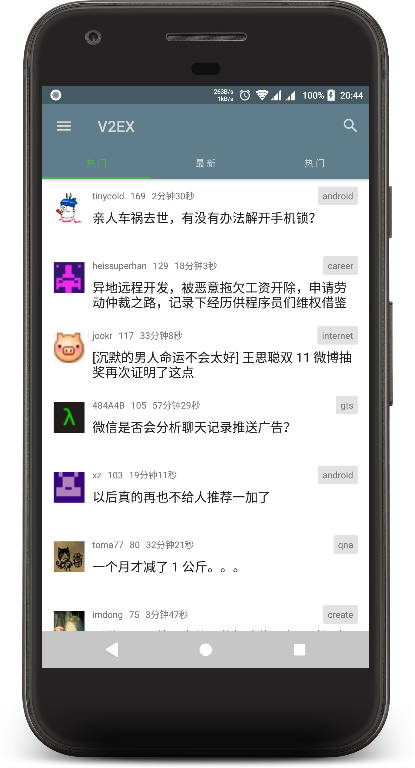 263B/s
1kB/s
100%
20:44
V2EX
热门
最新
热门
tinycold 169 2分钟30秒 android
亲人车祸去世，有没有办法解开手机锁？
heissuperhan 129 18分钟3秒 career
异地远程开发，被恶意拖欠工资开除，申请劳
动仲裁之路，记录下经历供程序员们维权借鉴
jookr 117 33分钟8秒 internet
[沉默的男人命运不会太好] 王思聪双 11 微博抽
奖再次证明了这点
484A4B 105 57分钟29秒 gts
λ
微信是否会分析聊天记录推送广告？
xz 103 19分钟11秒 android
以后真的再也不给人推荐一加了
toma77 80 32分钟21秒 qna
一个月才减了 1 公斤。。。
imdong 75 3分钟47秒 create